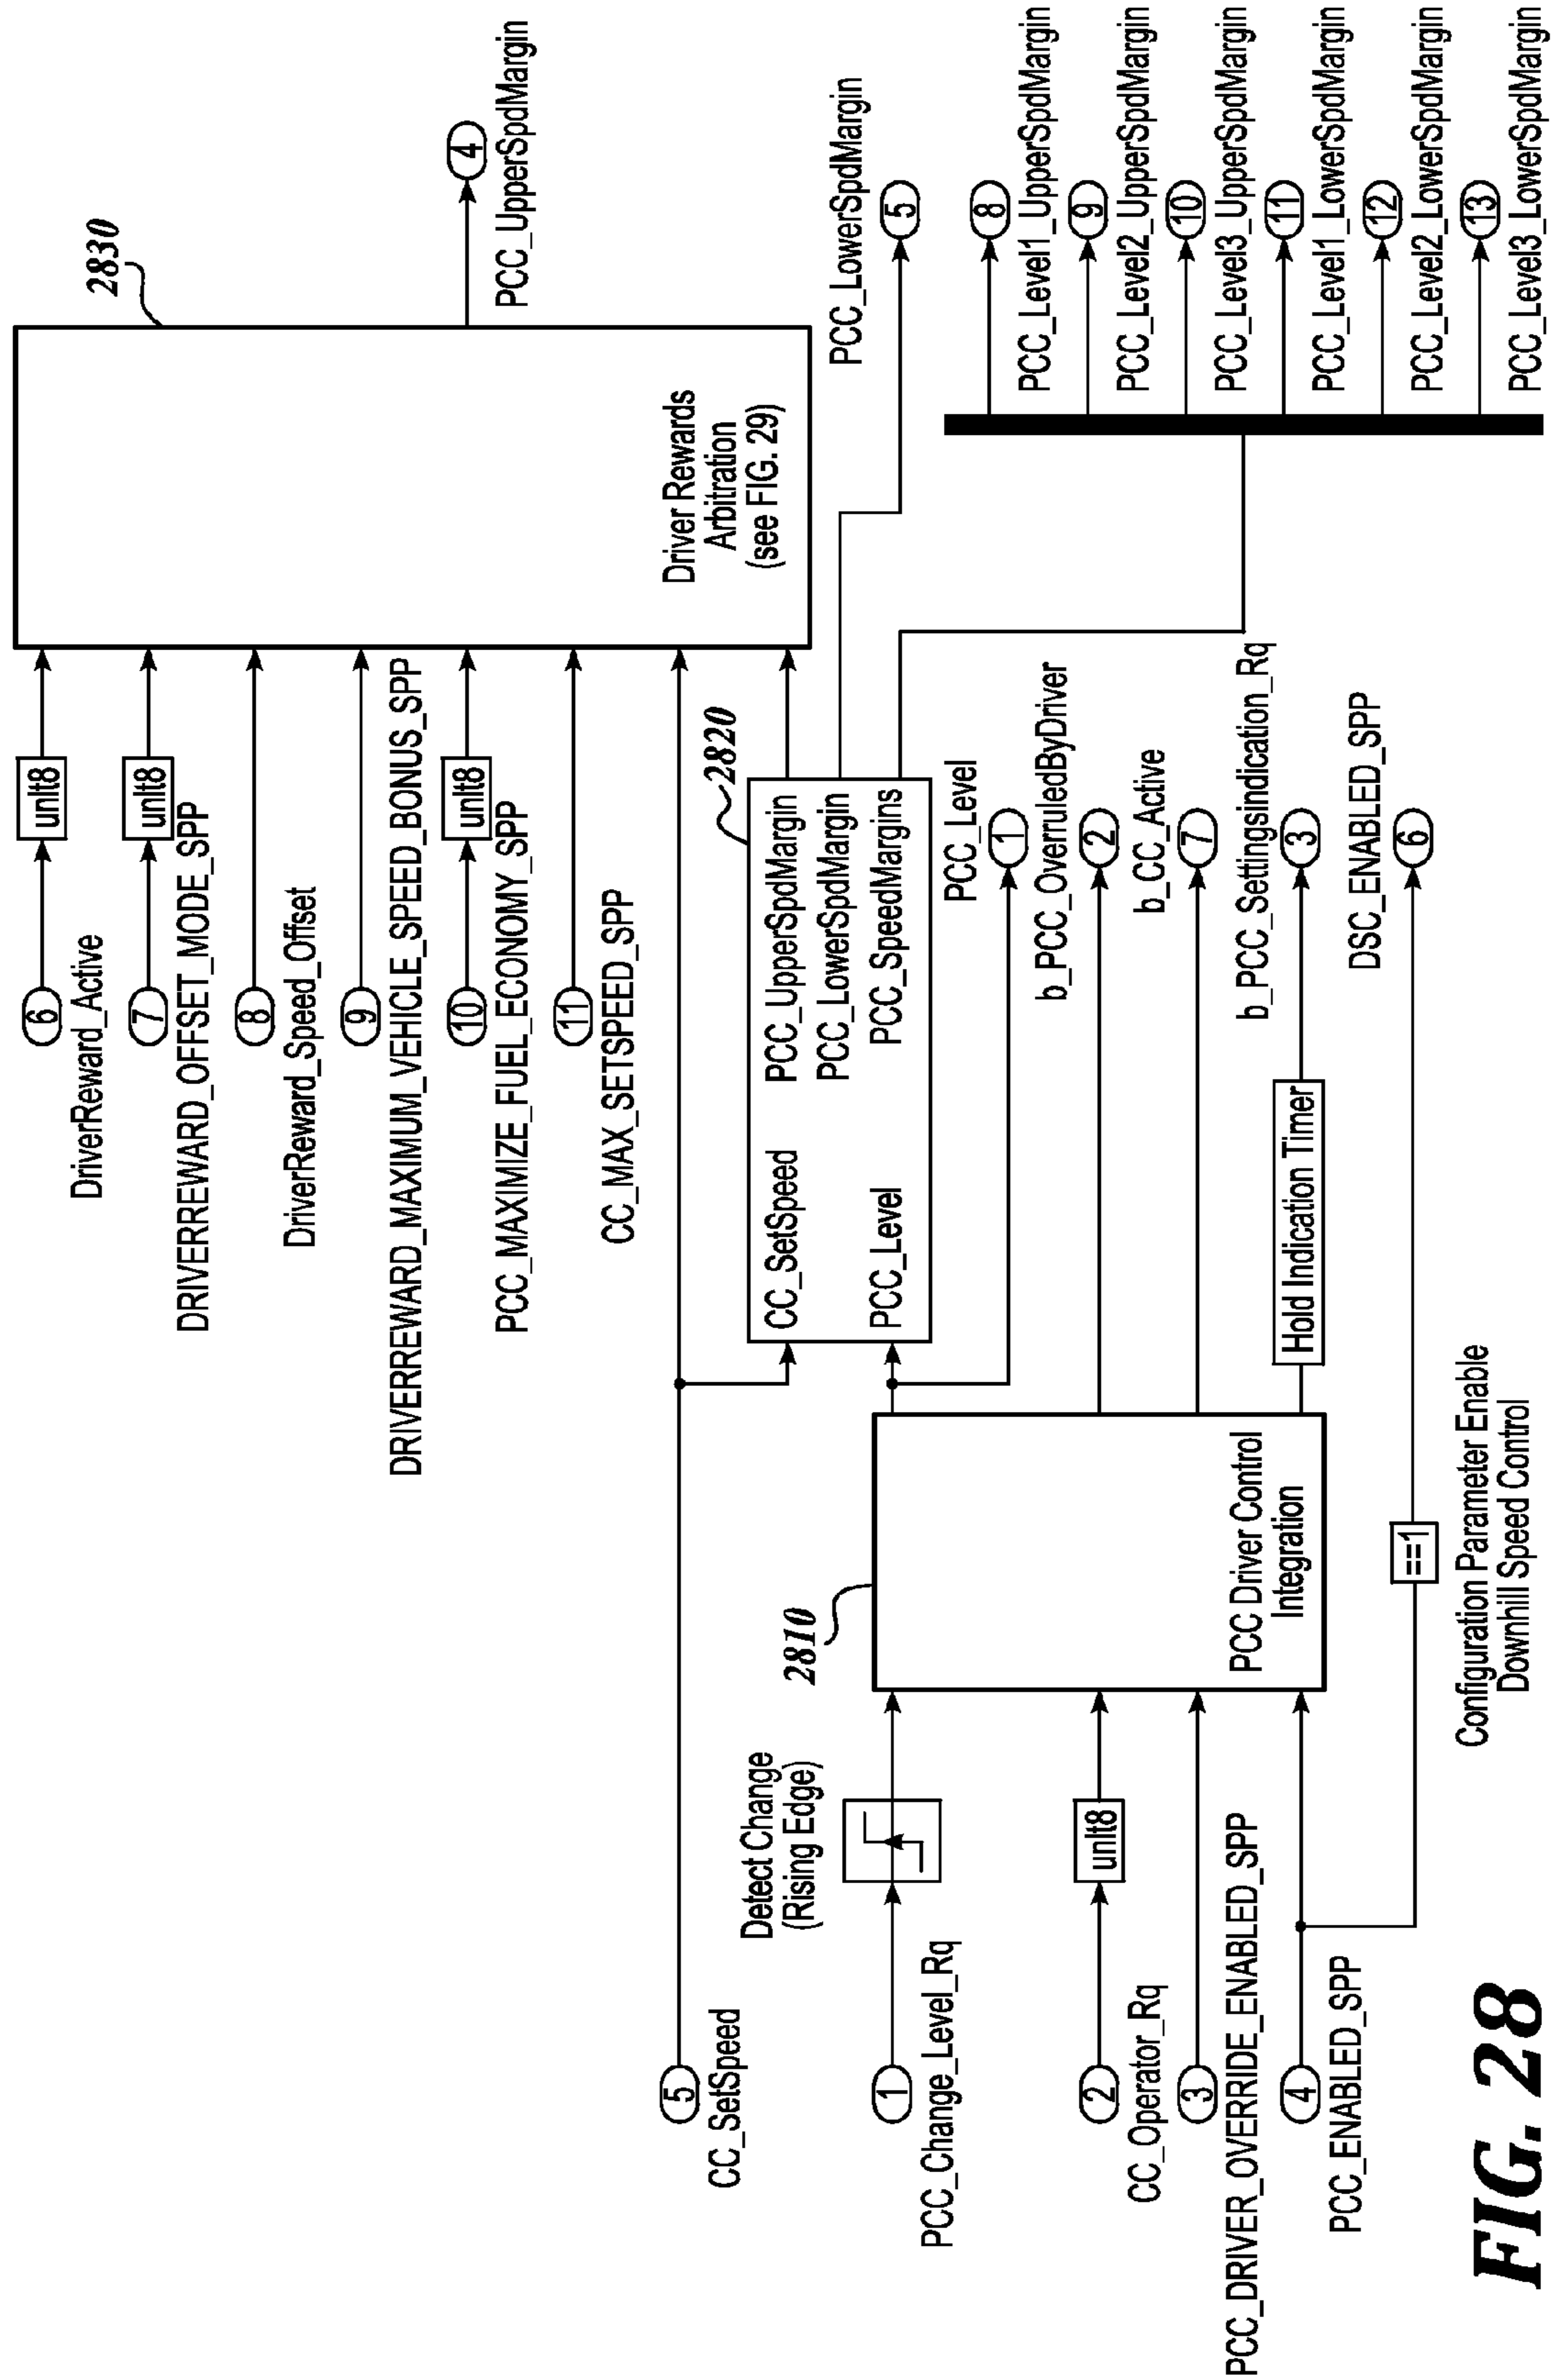 6
DriverReward_Active
unit8
7
DRIVERREWARD_OFFSET_MODE_SPP
unit8
8
DriverReward_Speed_Offset
9
DRIVERREWARD_MAXIMUM_VEHICLE_SPEED_BONUS_SPP
10
PCC_MAXIMIZE_FUEL_ECONOMY_SPP
unit8
11
CC_MAX_SETSPEED_SPP
2830
Driver Rewards
Arbitration
(see FIG. 29)
4
PCC_UpperSpdMargin
5
CC_SetSpeed
2820
CC_SetSpeed
PCC_Level
PCC_UpperSpdMargin
PCC_LowerSpdMargin
PCC_SpeedMargins
PCC_LowerSpdMargin
5
8
PCC_Level1_UpperSpdMargin
9
PCC_Level2_UpperSpdMargin
10
PCC_Level3_UpperSpdMargin
11
PCC_Level1_LowerSpdMargin
12
PCC_Level2_LowerSpdMargin
13
PCC_Level3_LowerSpdMargin
Detect Change
(Rising Edge)
1
PCC_Change_Level_Rq
2
CC_Operator_Rq
unit8
3
PCC_DRIVER_OVERRIDE_ENABLED_SPP
4
PCC_ENABLED_SPP
2810
PCC Driver Control
Integration
PCC_Level
1
b_PCC_OverruledByDriver
2
b_CC_Active
7
Hold Indication Timer
b_PCC_Settingsindication_Rq
3
==1
Configuration Parameter Enable
Downhill Speed Control
DSC_ENABLED_SPP
6
FIG. 28